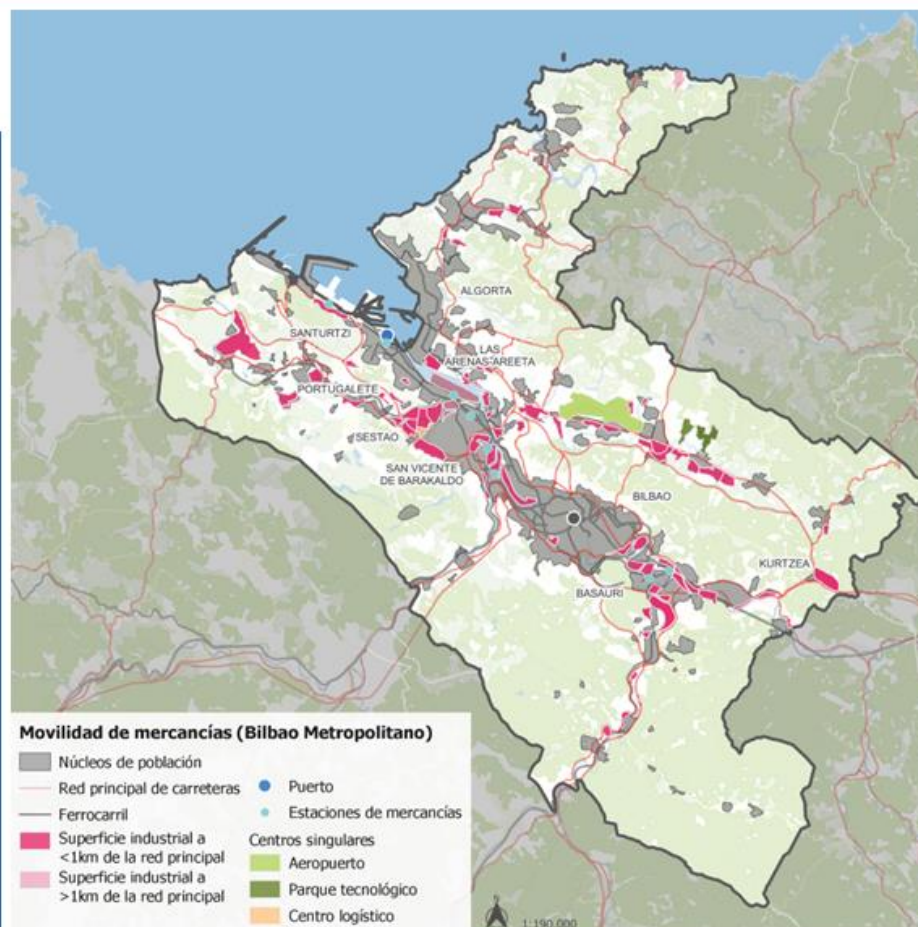 ALGORTA
SANTURTZI
LAS
ARENAS-AREETA
PORTUGALETE
SESTAO
SAN VICENTE
DE BARAKALDO
BILBAO
KURTZEA
BASAURI
Movilidad de mercancías (Bilbao Metropolitano)
Núcleos de población
Red principal de carreteras
Ferrocarril
Superficie industrial a
<1km de la red principal
Superficie industrial a
>1km de la red principal
Puerto
Estaciones de mercancías
Centros singulares
Aeropuerto
Parque tecnológico
Centro logístico
1:190.000